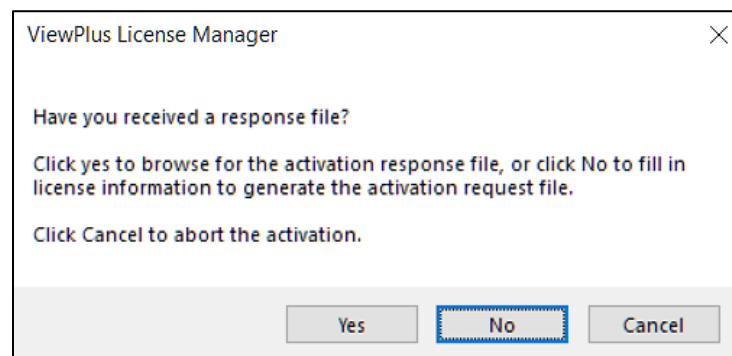 ViewPlus License Manager
Have you received a response file?
Click yes to browse for the activation response file, or click No to fill in
license information to generate the activation request file.
Click Cancel to abort the activation.
Yes No Cancel